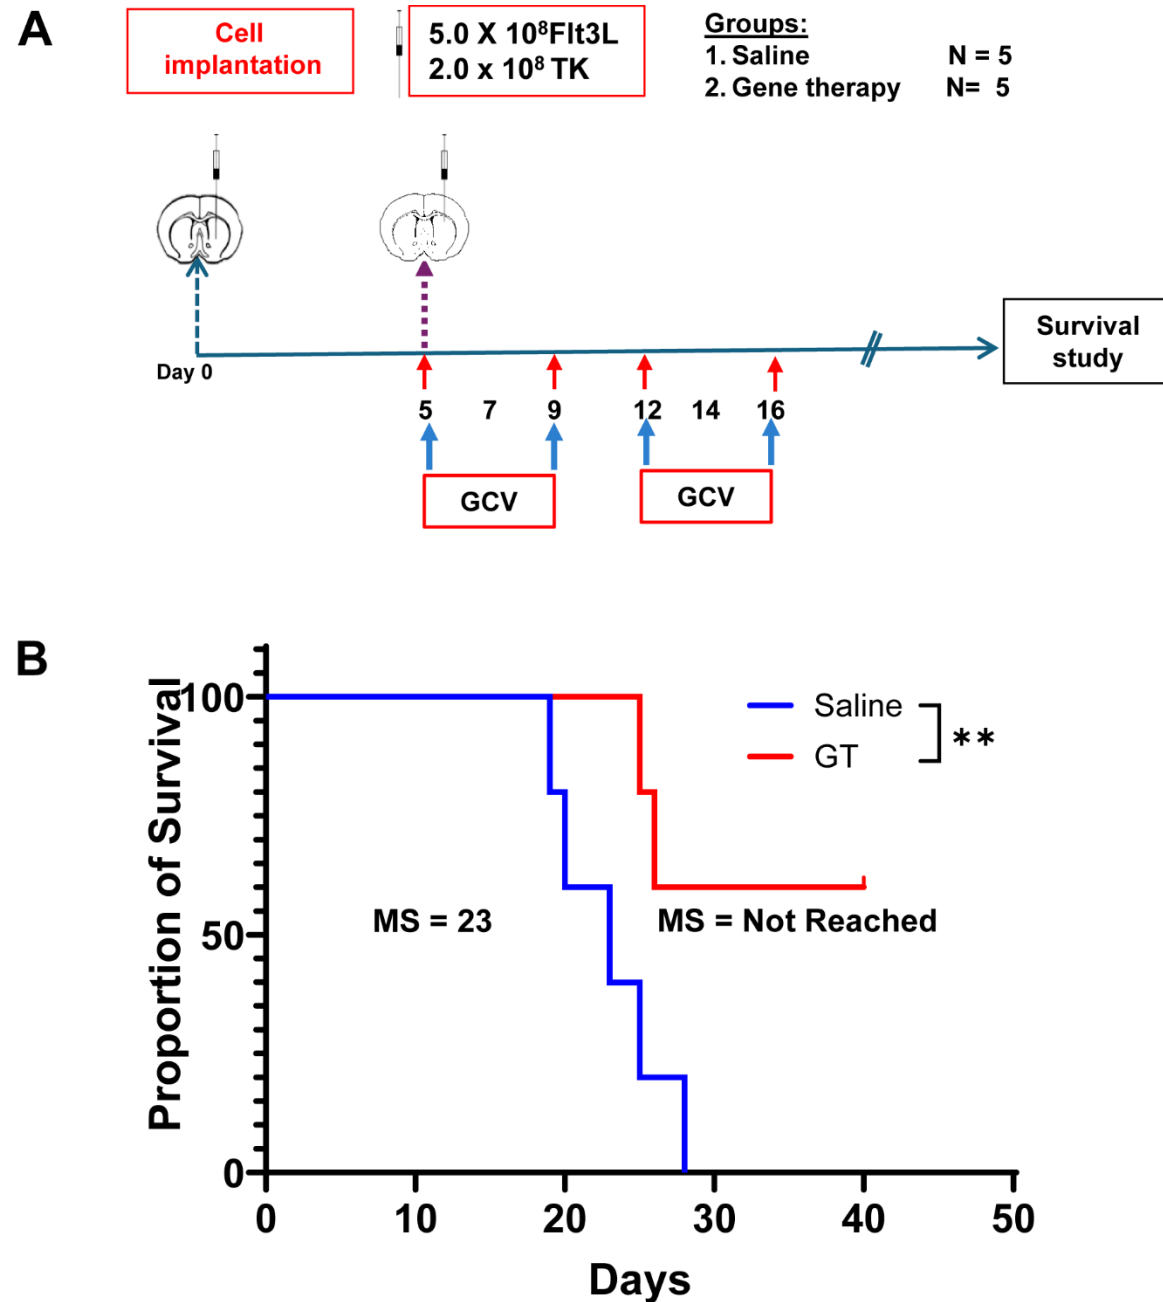 A
Cell
implantation
5.0 X 10⁸Flt3L
2.0 x 10⁸ TK
Groups:
1. Saline N = 5
2. Gene therapy N= 5
Day 0
5 7 9 12 14 16
Survival
study
GCV GCV
B
Proportion of Survival
100
50
0
Saline
GT
**
MS = 23
MS = Not Reached
0 10 20 30 40 50
Days